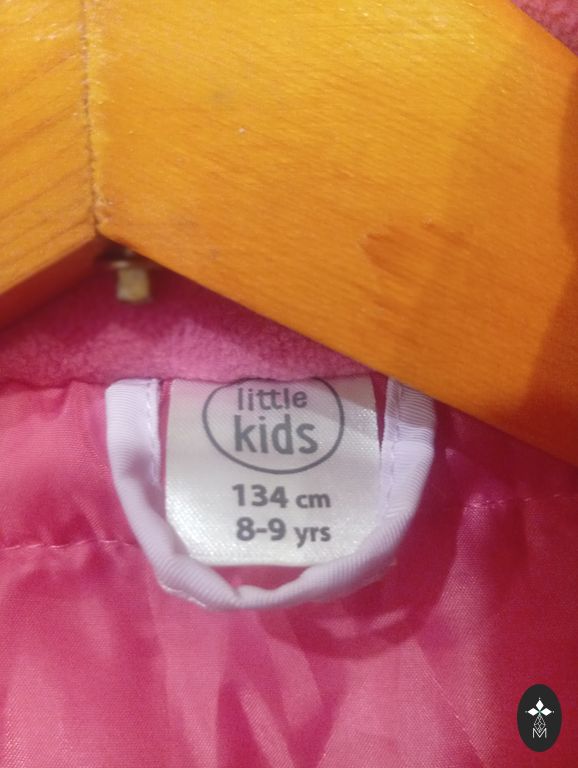 little
kids
134 cm
8-9 yrs
M